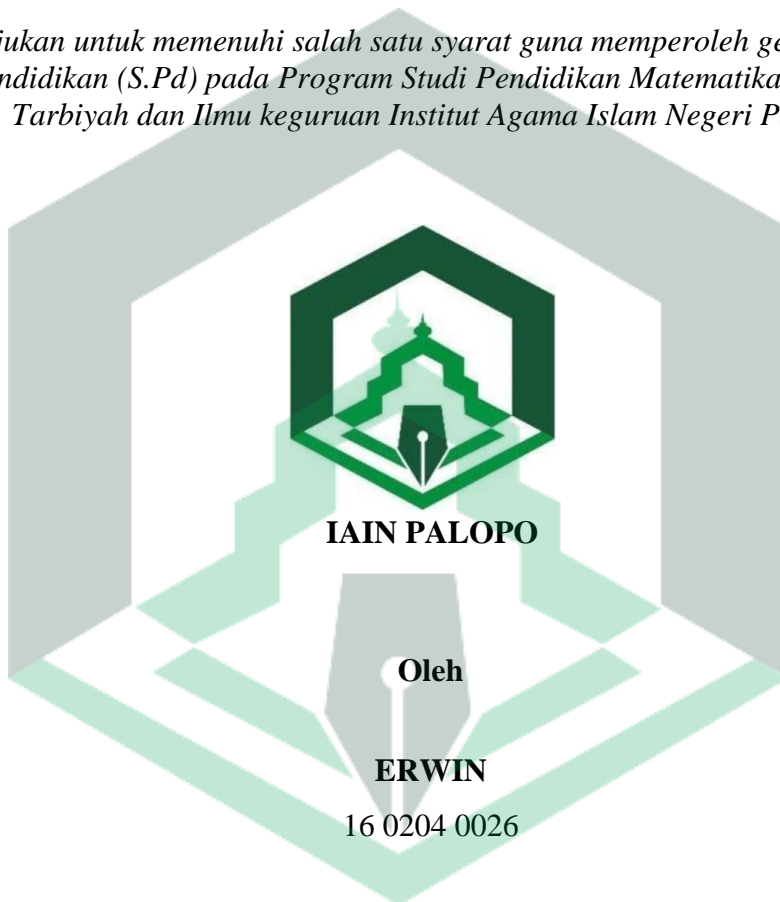 untuk memenuhi salah satu syarat guna memperoleh
(S.Pd) pada Program Studi Pendidikan Matematika
Tarbiyah dan Ilmu keguruan Institut Agama Islam Negeri
IAIN PALOPO
Oleh
ERWIN
16 0204 0026